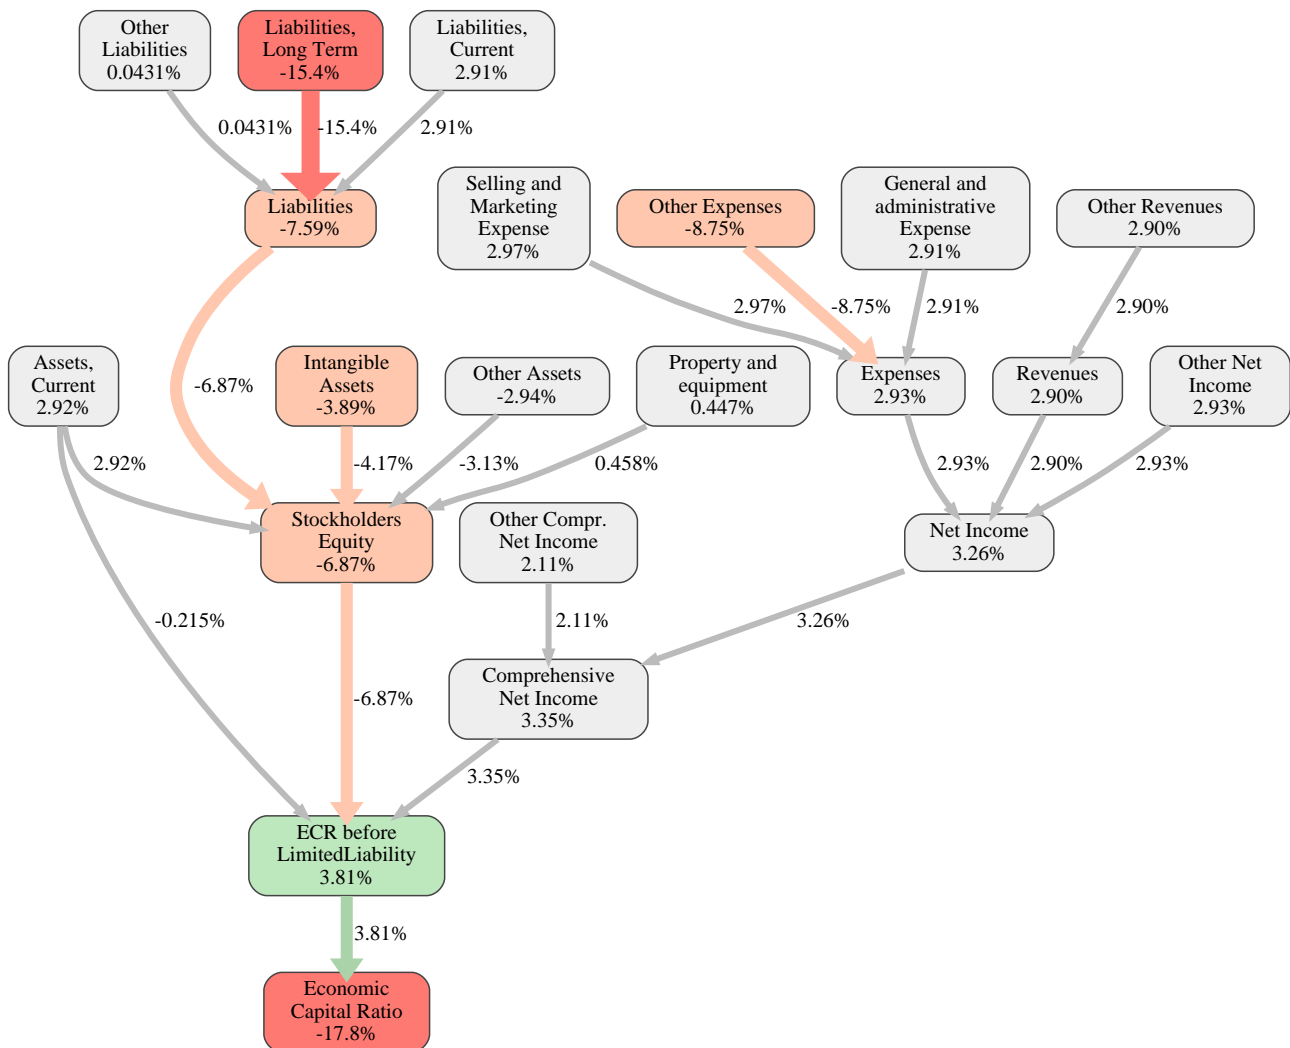 Other
Liabilities
0.0431%
Liabilities,
Long Term
-15.4%
Liabilities,
Current
2.91%
0.0431%
-15.4%
2.91%
Liabilities
-7.59%
Selling and
Marketing
Expense
2.97%
Other Expenses
-8.75%
General and
administrative
Expense
2.91%
Other Revenues
2.90%
2.97%
-8.75%
2.91%
2.90%
Assets,
Current
2.92%
-6.87%
Intangible
Assets
-3.89%
Other Assets
-2.94%
Property and
equipment
0.447%
Expenses
2.93%
Revenues
2.90%
Other Net
Income
2.93%
2.92%
-4.17%
-3.13%
0.458%
2.93%
2.90%
2.93%
Stockholders
Equity
-6.87%
Other Compr.
Net Income
2.11%
Net Income
3.26%
-0.215%
2.11%
3.26%
-6.87%
Comprehensive
Net Income
3.35%
3.35%
ECR before
LimitedLiability
3.81%
3.81%
Economic
Capital Ratio
-17.8%